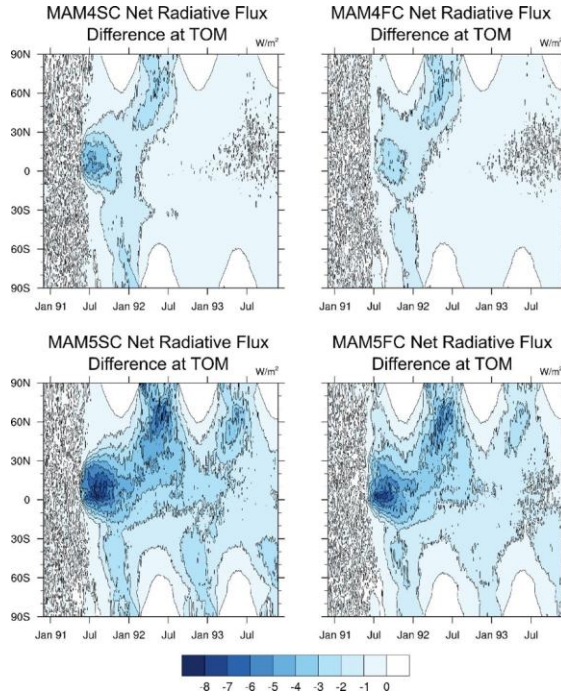 MAM4SC Net Radiative Flux
Difference at TOM
W/m²
90N
60N
30N
0
30S
60S
90S
Jan 91 Jul Jan 92 Jul Jan 93 Jul
MAM4FC Net Radiative Flux
Difference at TOM
W/m²
Jan 91 Jul Jan 92 Jul Jan 93 Jul
MAM5SC Net Radiative Flux
Difference at TOM
W/m²
90N
60N
30N
0
30S
60S
90S
Jan 91 Jul Jan 92 Jul Jan 93 Jul
MAM5FC Net Radiative Flux
Difference at TOM
W/m²
Jan 91 Jul Jan 92 Jul Jan 93 Jul
-8 -7 -6 -5 -4 -3 -2 -1 0